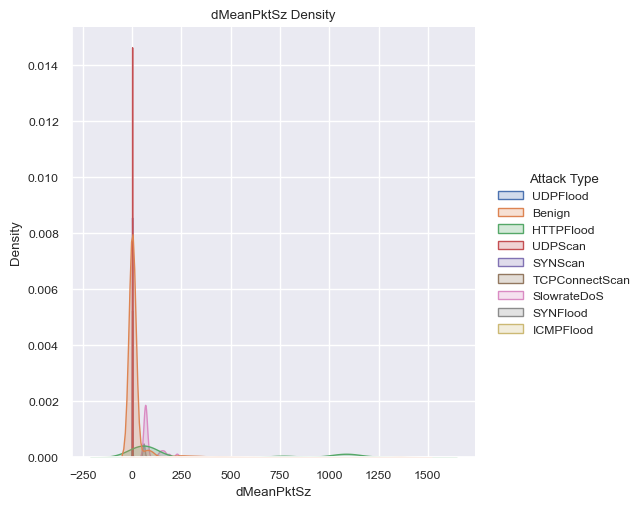 dMeanPktSz Density
0.014
0.012
0.010
0.008
0.006
0.004
0.002
0.000
Density
−250
0
250
500
750
1000
1250
1500
dMeanPktSz
Attack Type
UDPFlood
Benign
HTTPFlood
UDPScan
SYNScan
TCPConnectScan
SlowrateDoS
SYNFlood
ICMPFlood